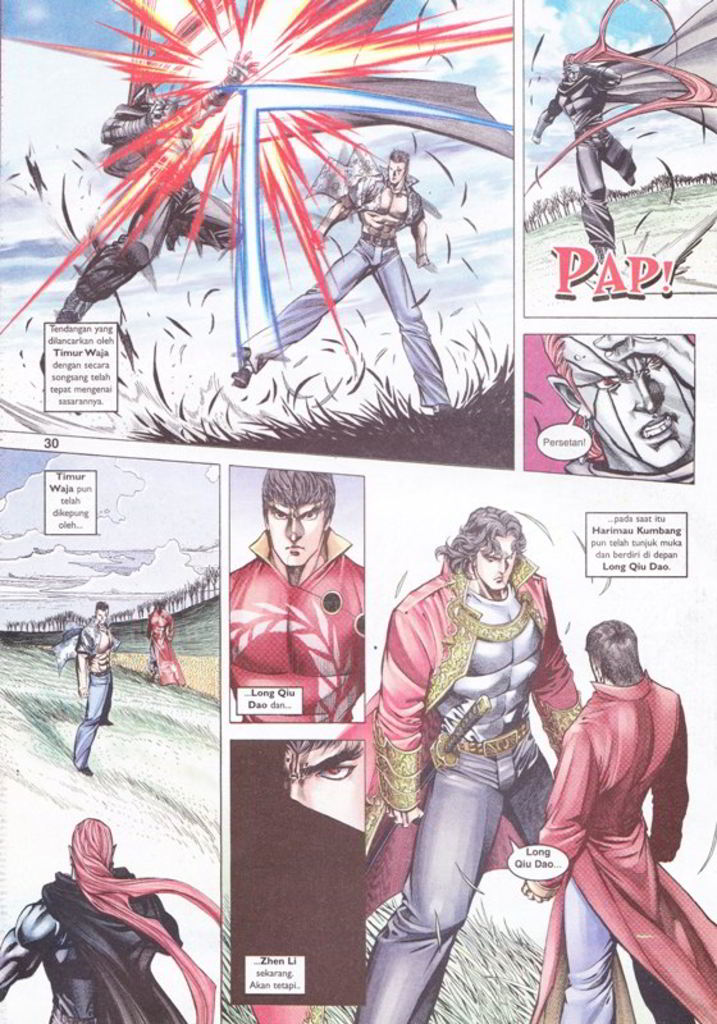 Tendangan yang
dilancarkan oleh
Timur Waja
dengan secara
songsang telah
tepat mengenai
sasarannya.
PAP!
Persetan!
30
Timur
Waja pun
telah
dikepung
oleh...
...Long Qiu
Dao dan...
...Zhen Li
sekarang.
Akan tetapi..
...pada saat itu
Harimau Kumbang
pun telah tunjuk muka
dan berdiri di depan
Long Qiu Dao.
Long
Qiu Dao...